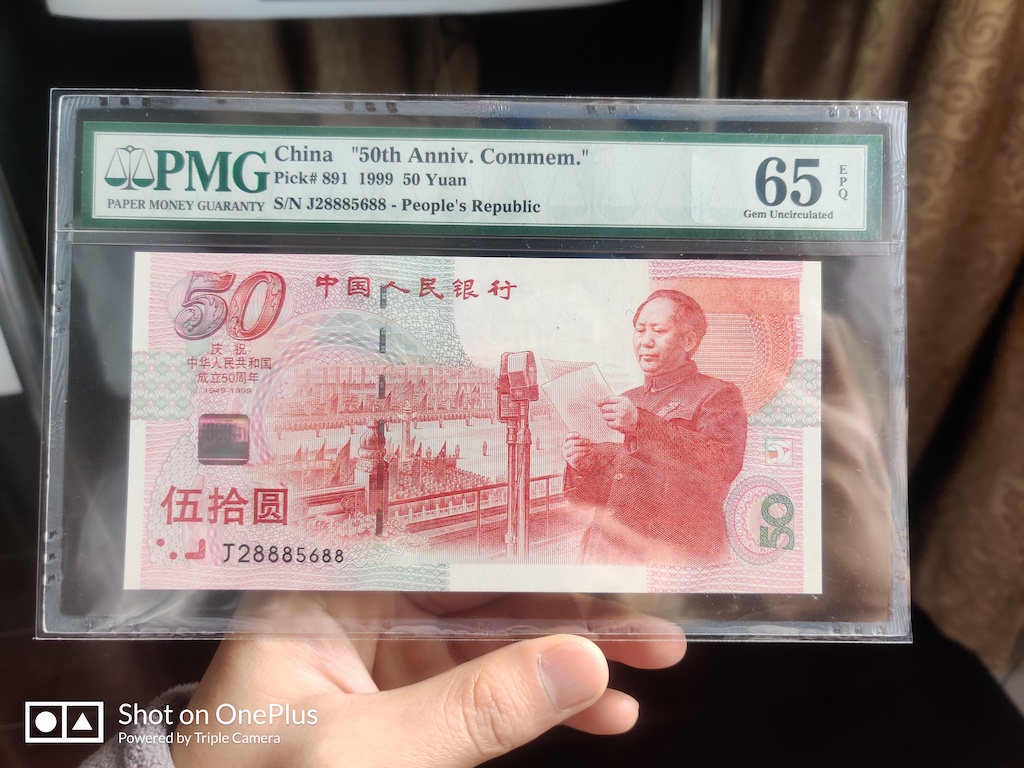 PMG
PAPER MONEY GUARANTY
China "50th Anniv. Commem."
Pick# 891 1999 50 Yuan
S/N J28885688 - People's Republic
65
EPQ
Gem Uncirculated
50
中国人民银行
庆祝
中华人民共和国
成立50周年
1949-1999
伍拾圆
J28885688
50
Shot on OnePlus
Powered by Triple Camera